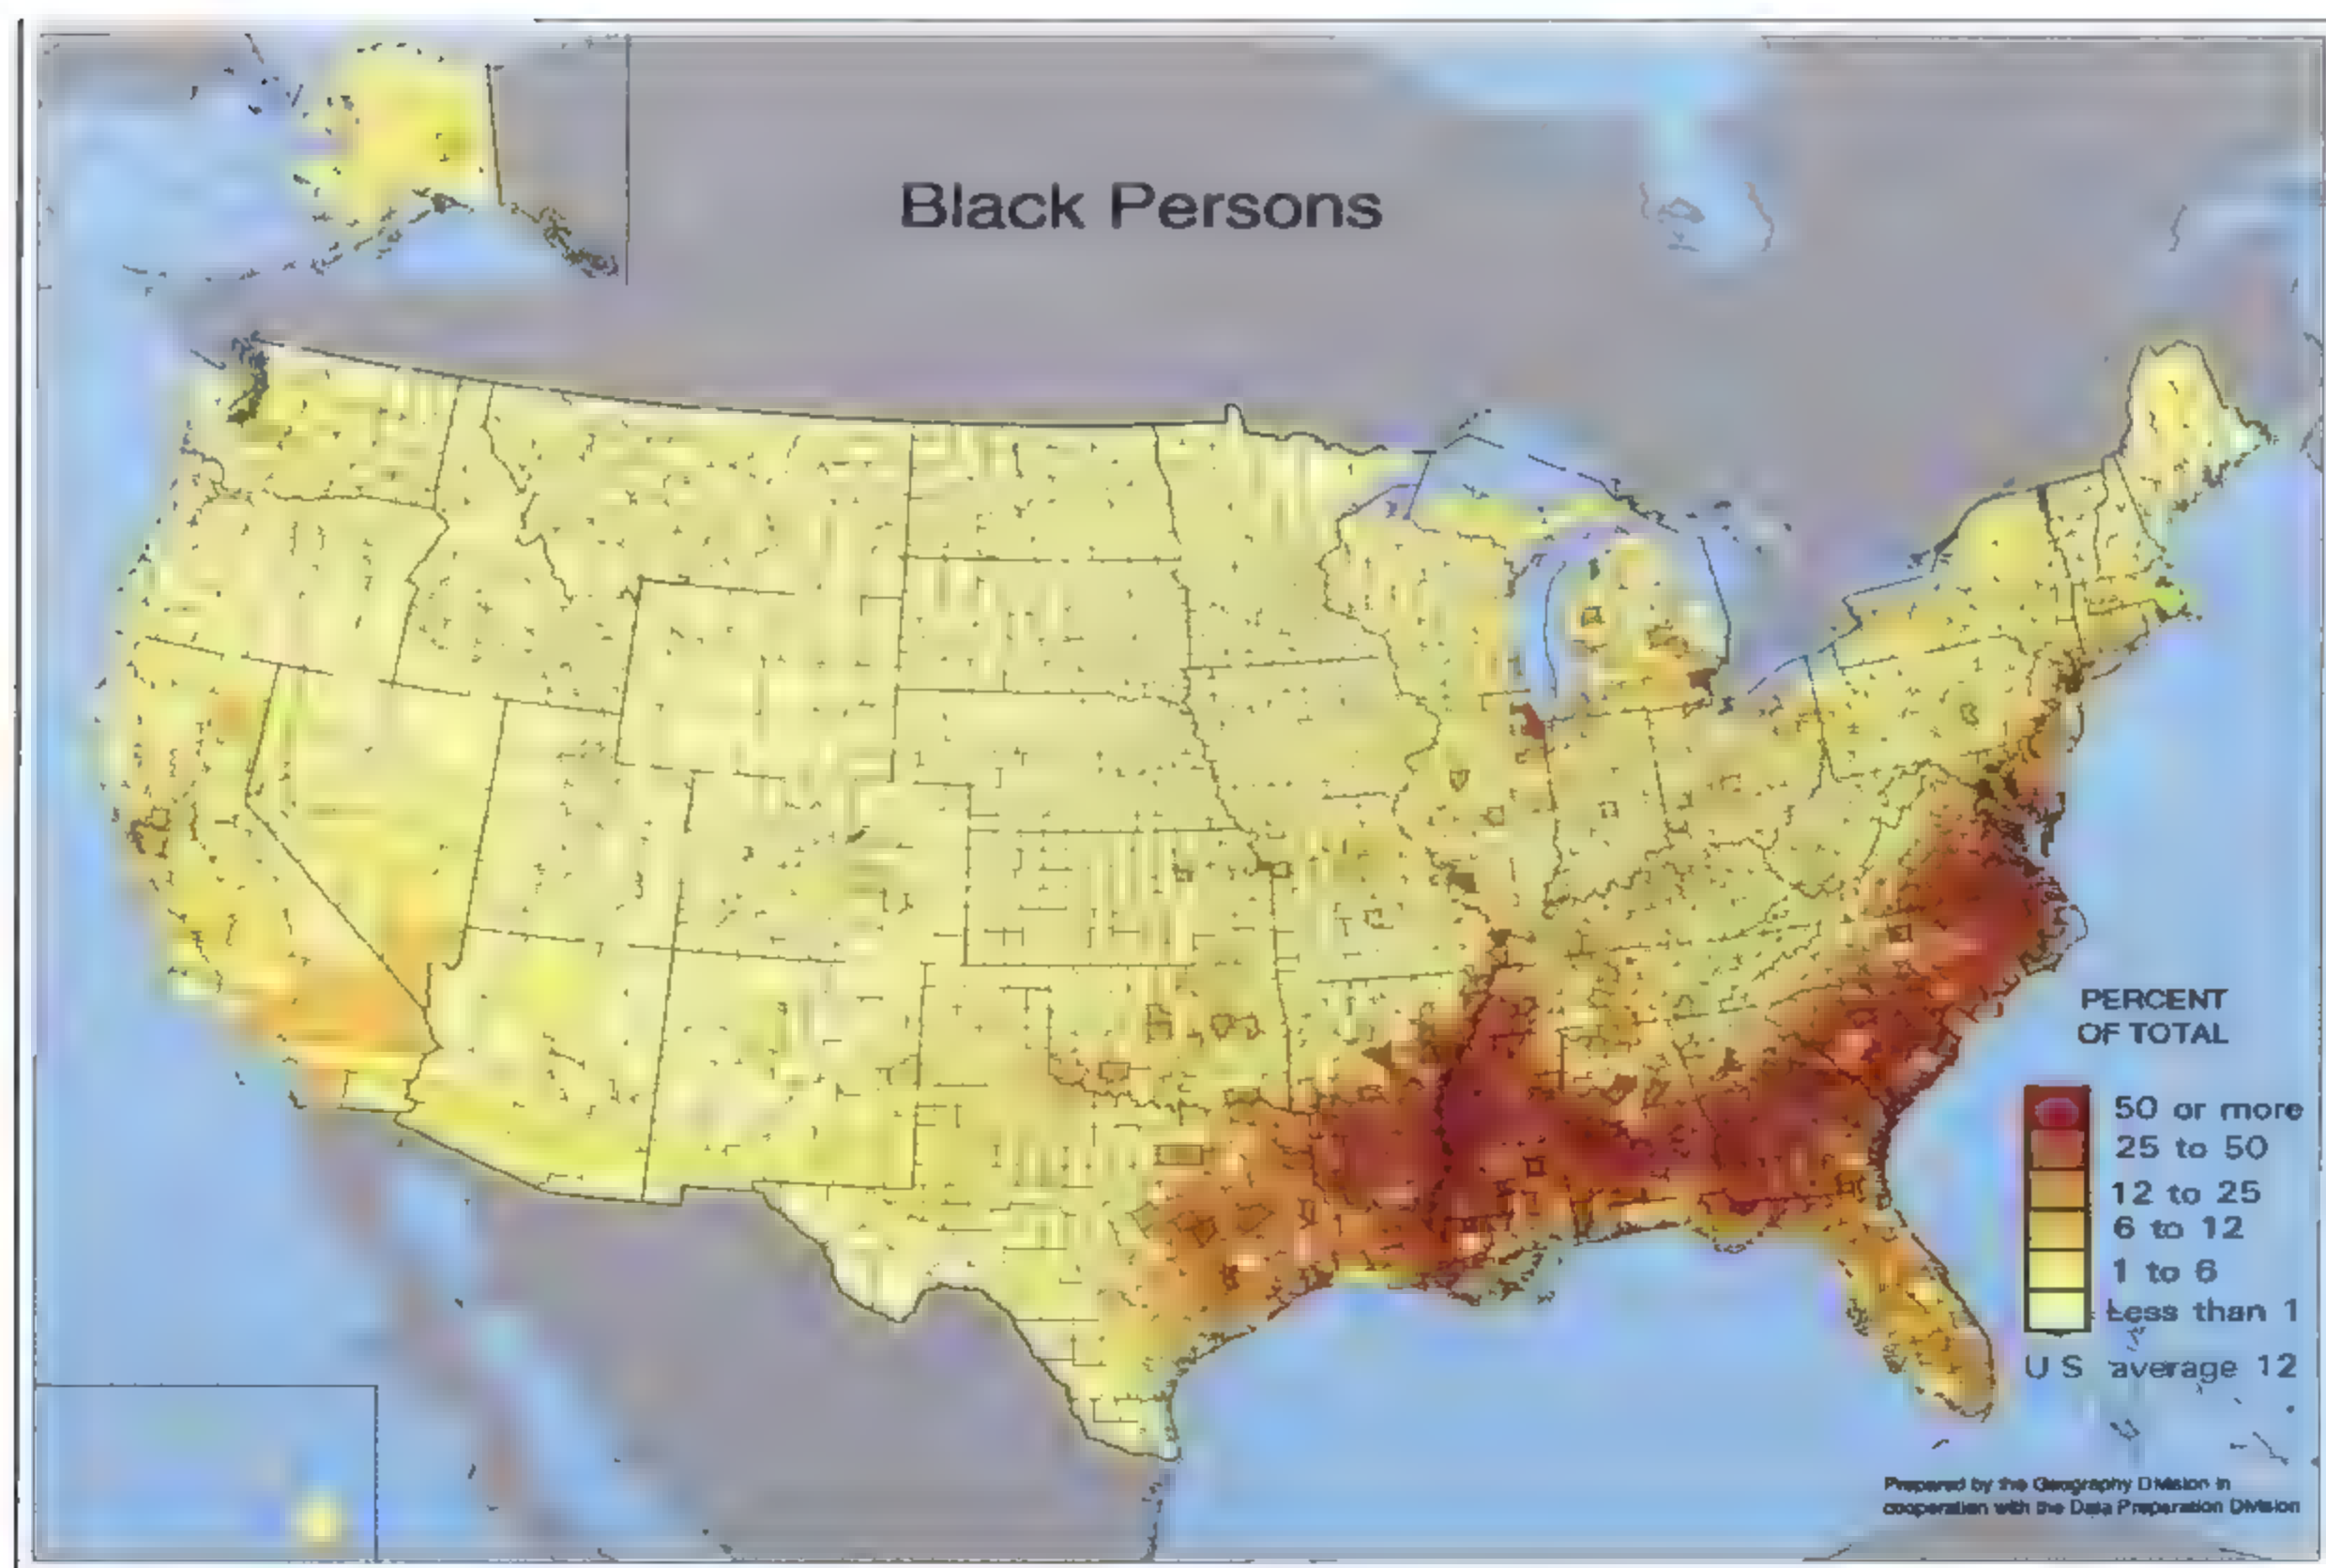 Black Persons
PERCENT
OF TOTAL
50 or more
25 to 50
12 to 25
6 to 12
1 to 6
Less than 1
U S average 12
Prepared by the Geography Division in
cooperation with the Data Preparation Division